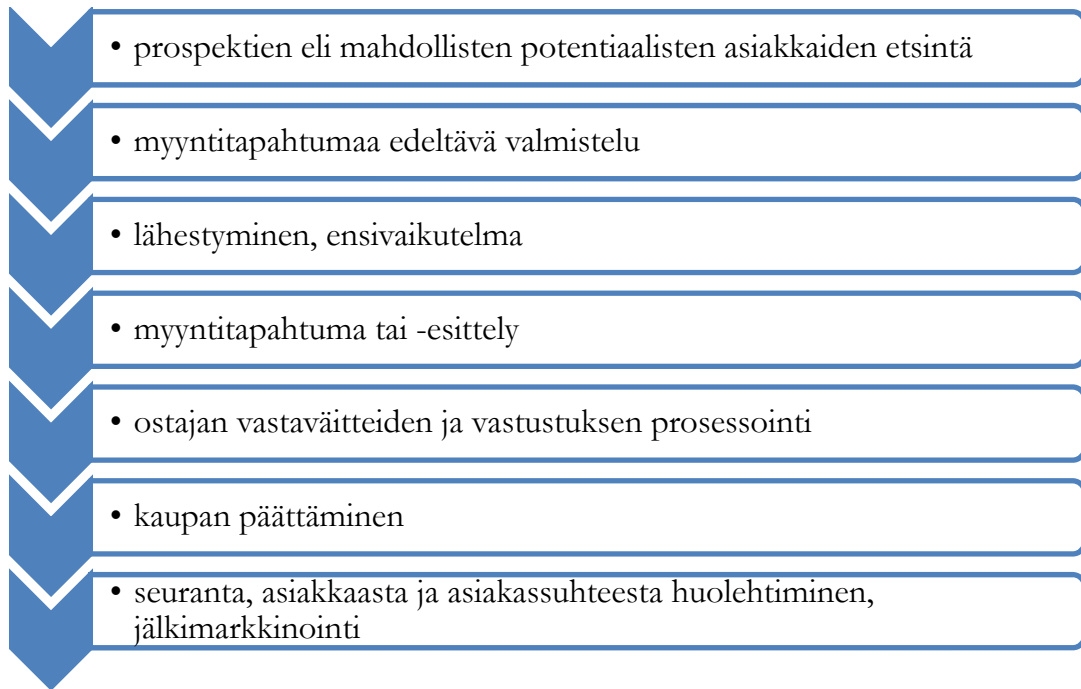 • prospektien eli mahdollisten potentiaalisten asiakkaiden etsintä
• myyntitapahtumaa edeltävä valmistelu
• lähestyminen, ensivaikutelma
• myyntitapahtuma tai -esittely
• ostajan vastaväitteiden ja vastustuksen prosessointi
• kaupan päättäminen
• seuranta, asiakkaasta ja asiakassuhteesta huolehtiminen,
jälkimarkkinointi